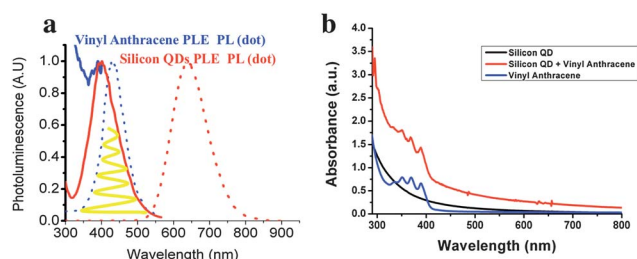 a
Vinyl Anthracene PLE PL (dot)
Silicon QDs PLE PL (dot)
Photoluminescence (A.U)
1.0
0.8
0.6
0.4
0.2
0.0
300 400 500 600 700 800 900
Wavelength (nm)
b
Silicon QD
Silicon QD + Vinyl Anthracene
Vinyl Anthracene
Absorbance (a.u.)
4.0
3.5
3.0
2.5
2.0
1.5
1.0
0.5
0.0
300 400 500 600 700 800
Wavelength (nm)